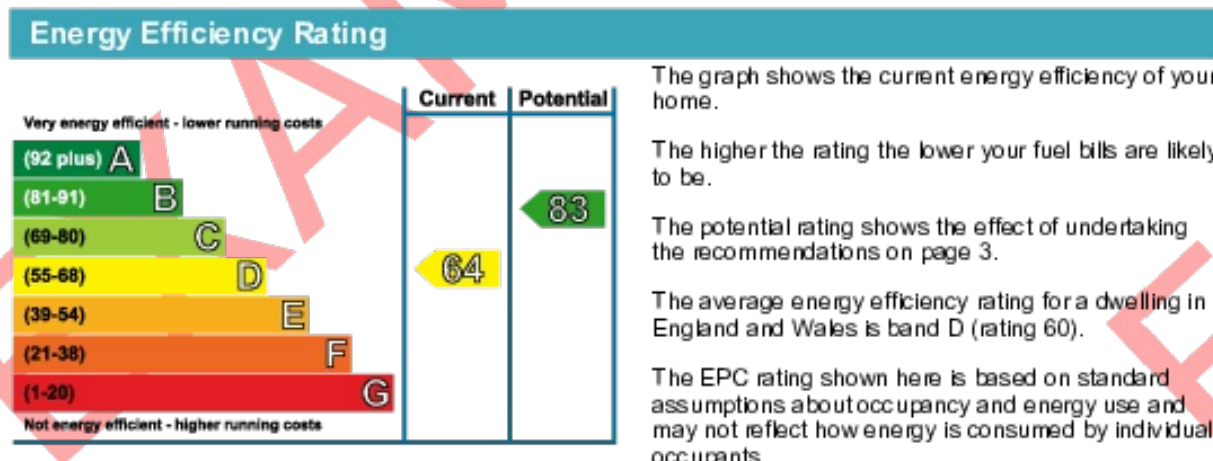 Energy Efficiency Rating
Current Potential
Very energy efficient - lower running costs
(92 plus) A
(81-91) B
(69-80) C
(55-68) D
(39-54) E
(21-38) F
(1-20) G
Not energy efficient - higher running costs
64
83
The graph shows the current energy efficiency of your
home.
The higher the rating the lower your fuel bills are likely
to be.
The potential rating shows the effect of undertaking
the recommendations on page 3.
The average energy efficiency rating for a dwelling in
England and Wales is band D (rating 60).
The EPC rating shown here is based on standard
assumptions about occupancy and energy use and
may not reflect how energy is consumed by individual
occupants.